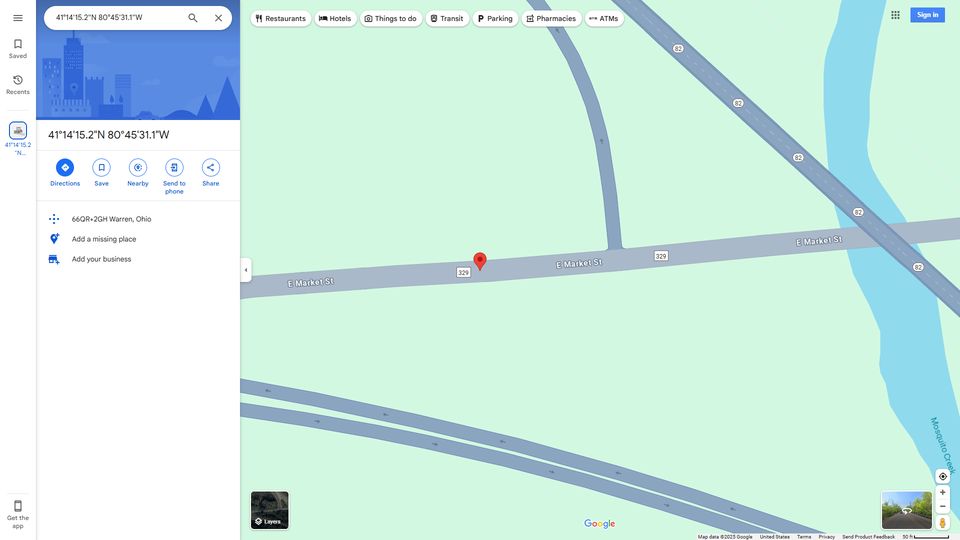 41°14'15.2"N 80°45'31.1"W
Restaurants
Hotels
Things to do
Transit
Parking
Pharmacies
ATMs
Sign in
Saved
Recents
41°14'15.2
"N...
41°14'15.2"N 80°45'31.1"W
Directions
Save
Nearby
Send to
phone
Share
66QR+2GH Warren, Ohio
Add a missing place
Add your business
Get the
app
82
82
82
82
82
E Market St
329
E Market St
329
E Market St
Mosquito Creek
Layers
Google
Map data ©2025 Google
United States
Terms
Privacy
Send Product Feedback
50 ft